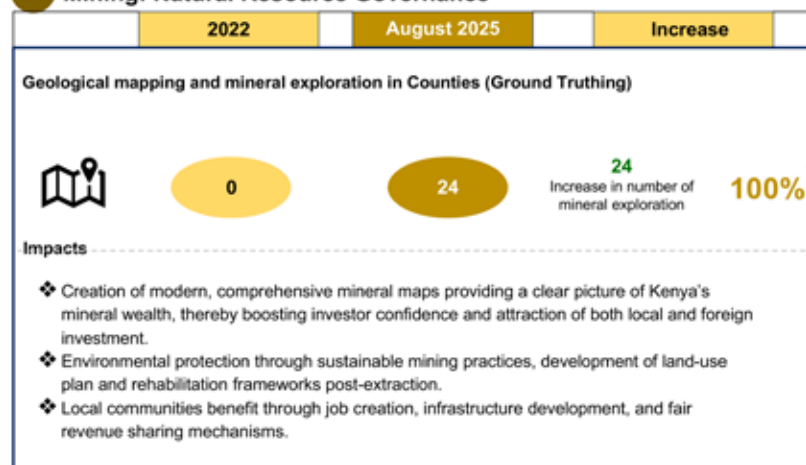 Mining: Natural Resource Governance
2022
August 2025
Increase
Geological mapping and mineral exploration in Counties (Ground Truthing)
0
24
24
Increase in number of
mineral exploration
100%
Impacts
❖ Creation of modern, comprehensive mineral maps providing a clear picture of Kenya's
mineral wealth, thereby boosting investor confidence and attraction of both local and foreign
investment.
❖ Environmental protection through sustainable mining practices, development of land-use
plan and rehabilitation frameworks post-extraction.
❖ Local communities benefit through job creation, infrastructure development, and fair
revenue sharing mechanisms.